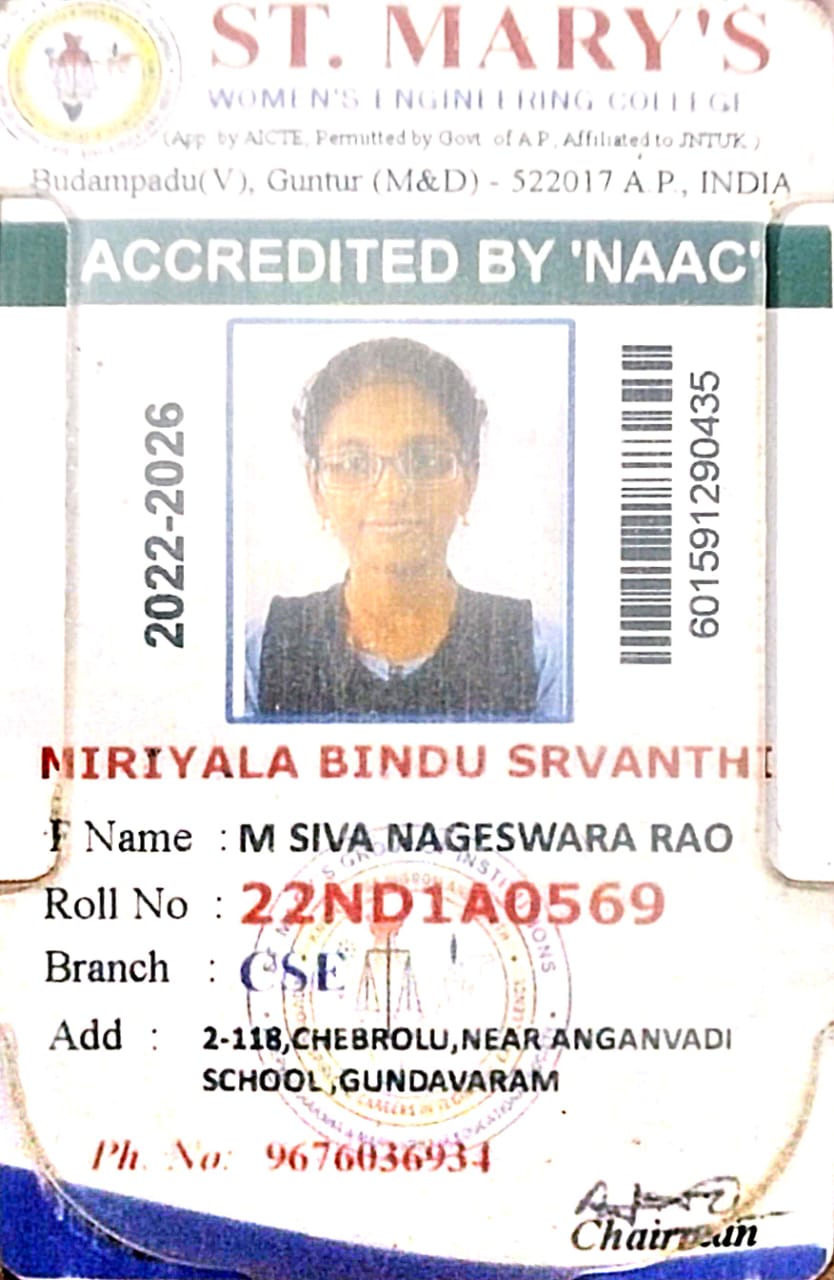 ST. MARY'S
WOMEN'S ENGINEERING COLLEGE
(App by AICTE, Permitted by Govt of A P, Affiliated to JNTUK )
Budampadu(V), Guntur (M&D) - 522017 A.P., INDIA
ACCREDITED BY 'NAAC'
2022-2026
601591290435
MIRIYALA BINDU SRVANTHI
F Name : M SIVA NAGESWARA RAO
Roll No : 22ND1A0569
Branch : CSE
Add : 2-118,CHEBROLU,NEAR ANGANVADI
SCHOOL ,GUNDAVARAM
Ph. No: 9676036934
Chairman